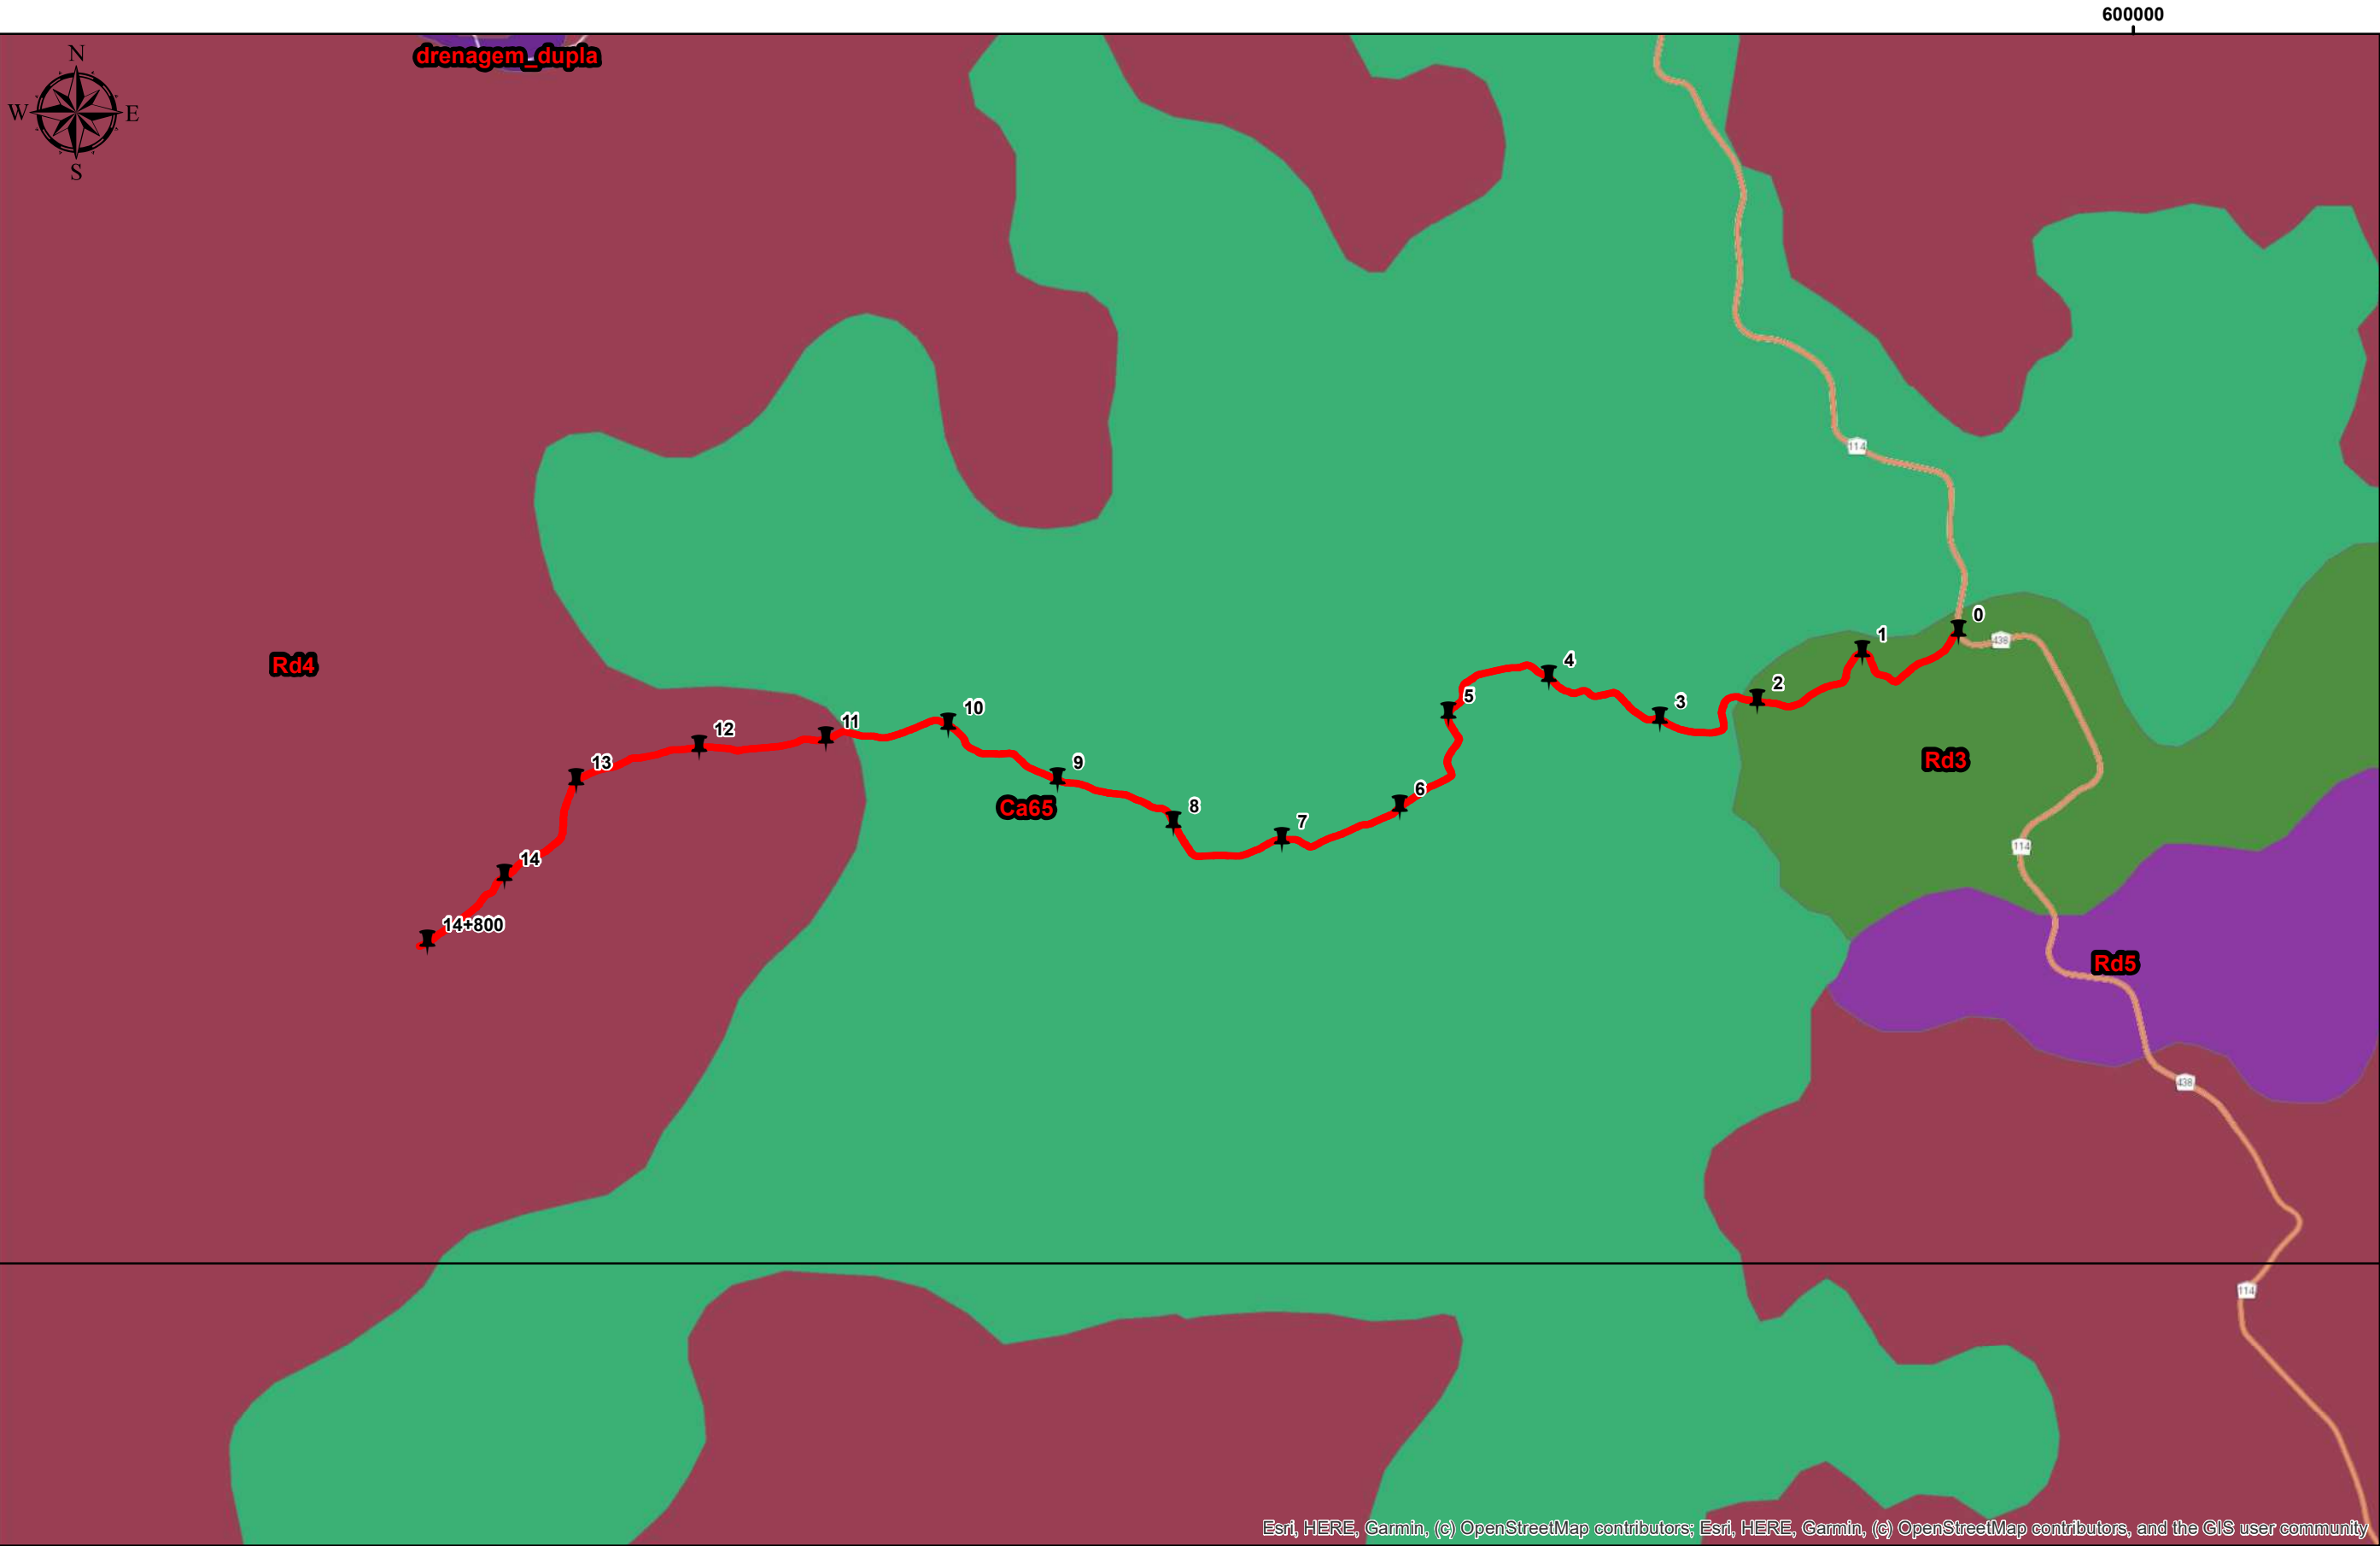 600000
drenagem_dupla
N
W E
S
114
0
438
1
4
Rd4
2
5
3
10
11
12
Rd3
13
9
6
Ca65
8
7
114
14
14+800
Rd5
438
114
Esri, HERE, Garmin, (c) OpenStreetMap contributors; Esri, HERE, Garmin, (c) OpenStreetMap contributors, and the GIS user community